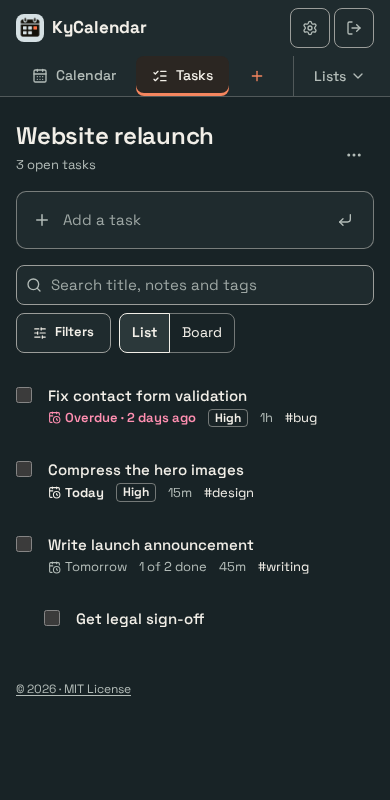 KyCalendar
Calendar Tasks + Lists
Website relaunch
3 open tasks
Add a task
Search title, notes and tags
Filters List Board
Fix contact form validation
Overdue · 2 days ago High 1h #bug
Compress the hero images
Today High 15m #design
Write launch announcement
Tomorrow 1 of 2 done 45m #writing
Get legal sign-off
© 2026 · MIT License